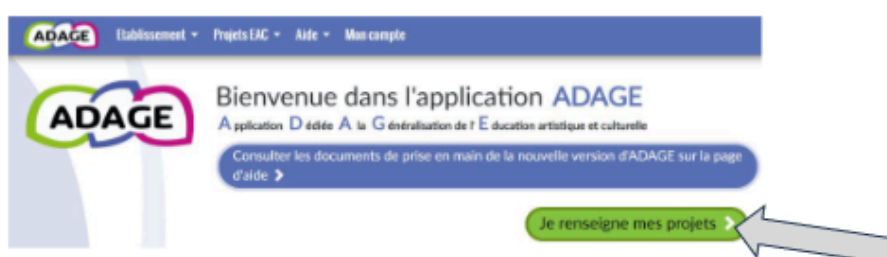 ADAGE Etablissement Projets EAC Aide Mon compte
ADAGE
Bienvenue dans l'application ADAGE
Application Dédiée A la Généralisation de l'Education artistique et culturelle
Consulter les documents de prise en main de la nouvelle version d'ADAGE sur la page
d'aide
Je renseigne mes projets